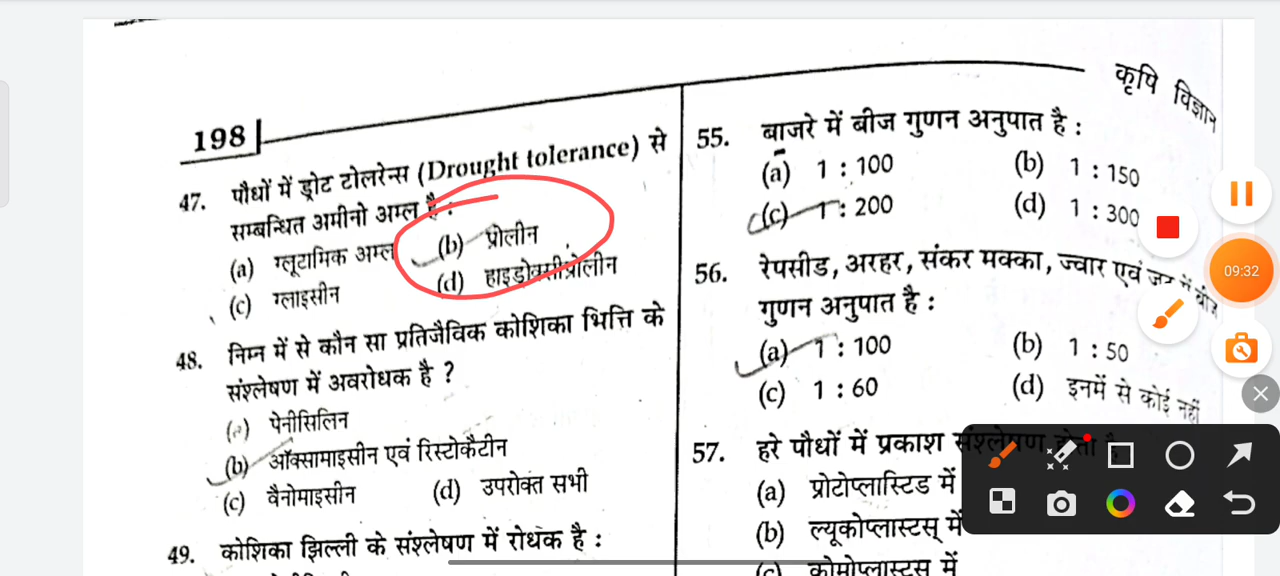 कृषि विज्ञान
198
47. पौधों में ड्रोट टोलरेन्स (Drought tolerance) से
सम्बन्धित अमीनो अम्ल है :
(a) ग्लूटामिक अम्ल (b) प्रोलीन
(c) ग्लाइसीन (d) हाइड्रोक्सीप्रोलीन
48. निम्न में से कौन सा प्रतिजैविक कोशिका भित्ति के
संश्लेषण में अवरोधक है ?
(a) पेनीसिलिन
(b) ऑक्सामाइसीन एवं रिस्टोकैटीन
(c) वैनोमाइसीन (d) उपरोक्त सभी
49. कोशिका झिल्ली के संश्लेषण में रोधक है :
55. बाजरे में बीज गुणन अनुपात है :
(a) 1 : 100 (b) 1 : 150
(c) 1 : 200 (d) 1 : 300
56. रेपसीड, अरहर, संकर मक्का, ज्वार एवं जूट में बीज
गुणन अनुपात है :
(a) 1 : 100 (b) 1 : 50
(c) 1 : 60 (d) इनमें से कोई नहीं
57. हरे पौधों में प्रकाश संश्लेषण होता है
(a) प्रोटोप्लास्टिड में
(b) ल्यूकोप्लास्टस् में
(c) क्रोमोप्लास्टस में
09:32